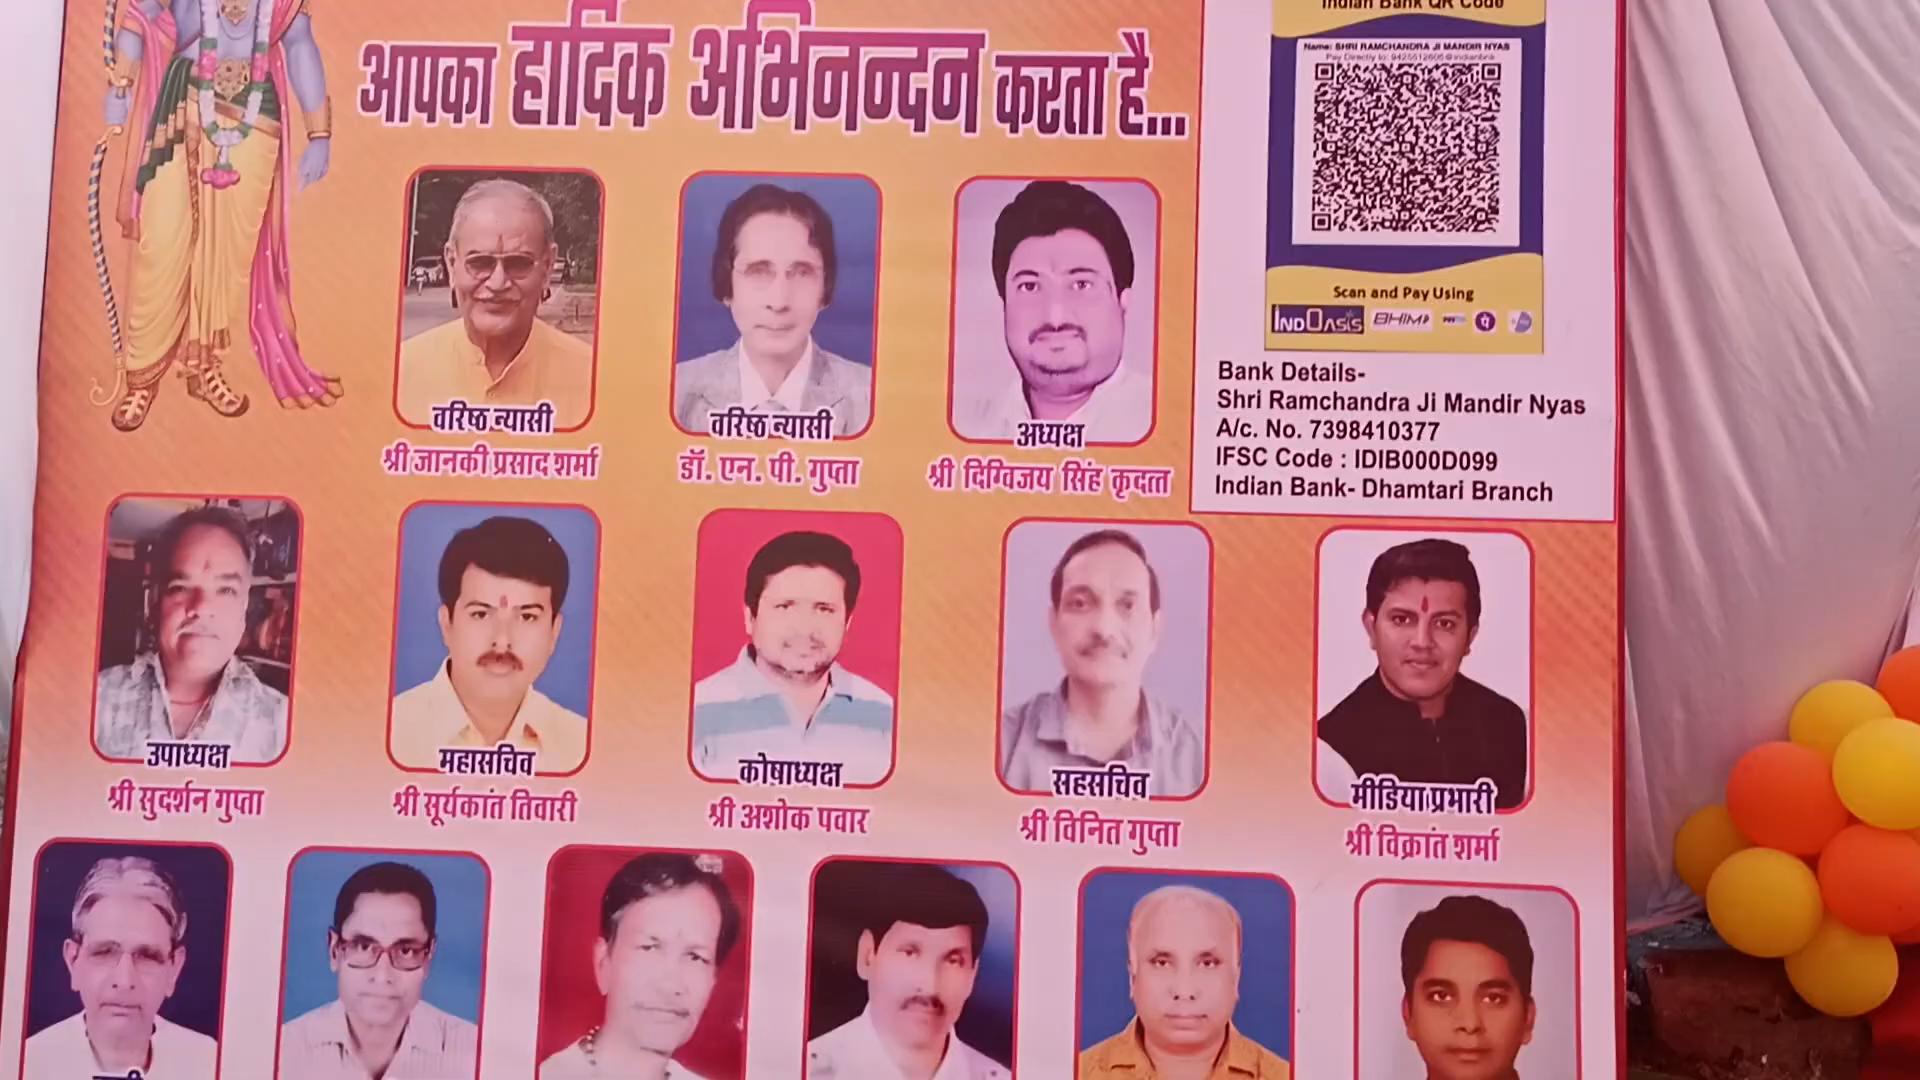 आपका हार्दिक अभिनन्दन करता है...
Indian Bank QR Code
Name: SHRI RAMCHANDRA JI MANDIR NYAS
Scan and Pay Using
INDOASIS BHIM
Bank Details-
Shri Ramchandra Ji Mandir Nyas
A/c. No. 7398410377
IFSC Code : IDIB000D099
Indian Bank- Dhamtari Branch
वरिष्ठ न्यासी
श्री जानकी प्रसाद शर्मा
वरिष्ठ न्यासी
डॉ. एन. पी. गुप्ता
अध्यक्ष
श्री दिग्विजय सिंह कृदत्त
उपाध्यक्ष
श्री सुदर्शन गुप्ता
महासचिव
श्री सूर्यकांत तिवारी
कोषाध्यक्ष
श्री अशोक पवार
सहसचिव
श्री विनित गुप्ता
मीडिया प्रभारी
श्री विक्रांत शर्मा